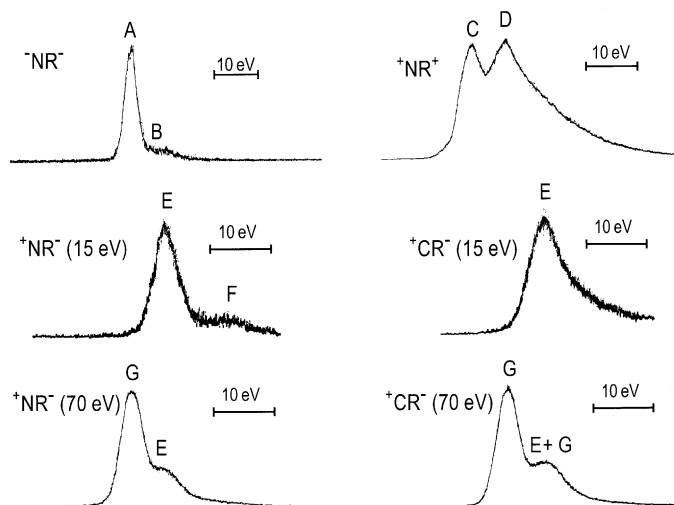 A
⁻NR⁻
10 eV
B
C
D
⁺NR⁺
10 eV
E
⁺NR⁻ (15 eV)
10 eV
F
E
⁺CR⁻ (15 eV)
10 eV
G
⁺NR⁻ (70 eV)
10 eV
E
G
⁺CR⁻ (70 eV)
10 eV
E + G